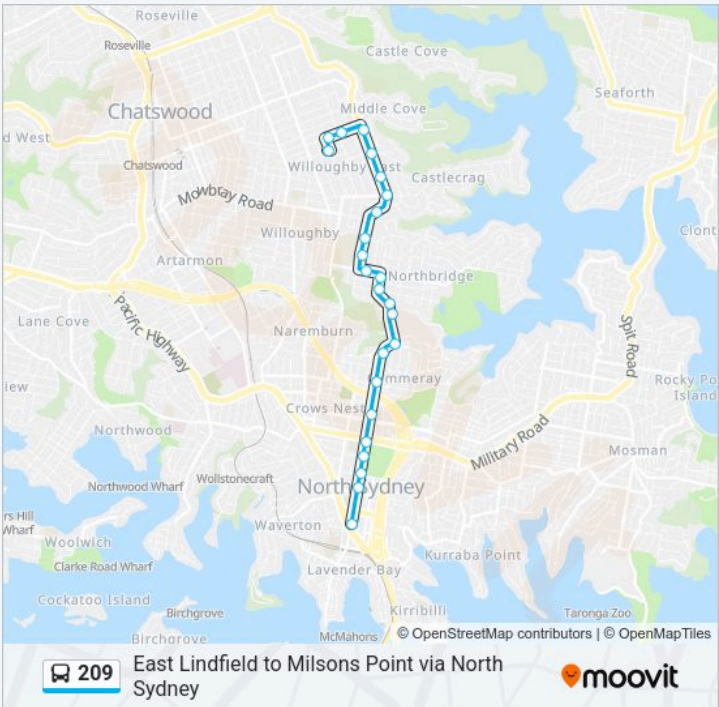 Roseville
Roseville
Castle Cove
Seaforth
Chatswood
Middle Cove
d West
Chatswood
Willoughby East
Castlecrag
Mowbray Road
Willoughby
Clont
Artarmon
Northbridge
Pacific Highway
Lane Cove
Naremburn
Spit Road
iew
mmeray
Rocky Po
Island
Crows Nest
Northwood
Military Road
Mosman
Wollstonecraft
Northwood Wharf
North Sydney
rs Hill
Wharf
Waverton
Woolwich
Kurraba Point
Clarke Road Wharf
Lavender Bay
Cockatoo Island
Birchgrove
Kirribilli
Taronga Zoo
Birchgrove
McMahons
© OpenStreetMap contributors | © OpenMapTiles
209
East Lindfield to Milsons Point via North
Sydney
moovit